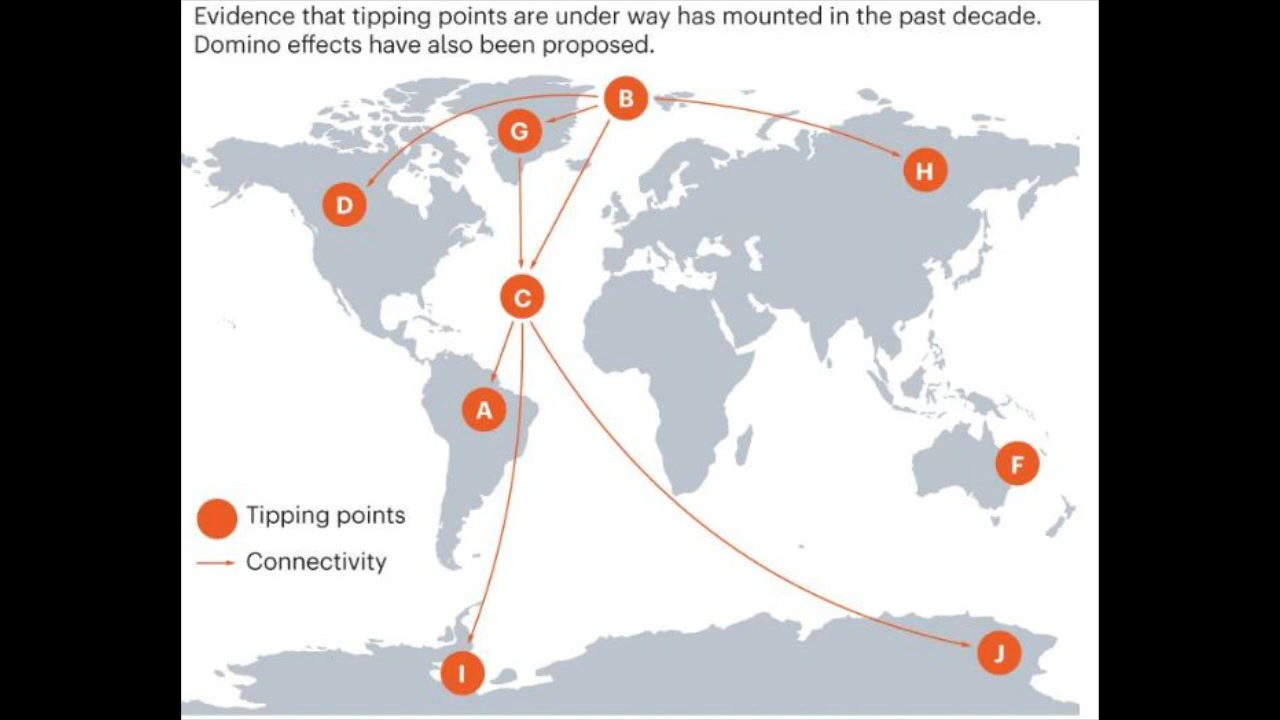 Evidence that tipping points are under way has mounted in the past decade.
Domino effects have also been proposed.
B
G
H
D
C
A
F
Tipping points
Connectivity
J
I